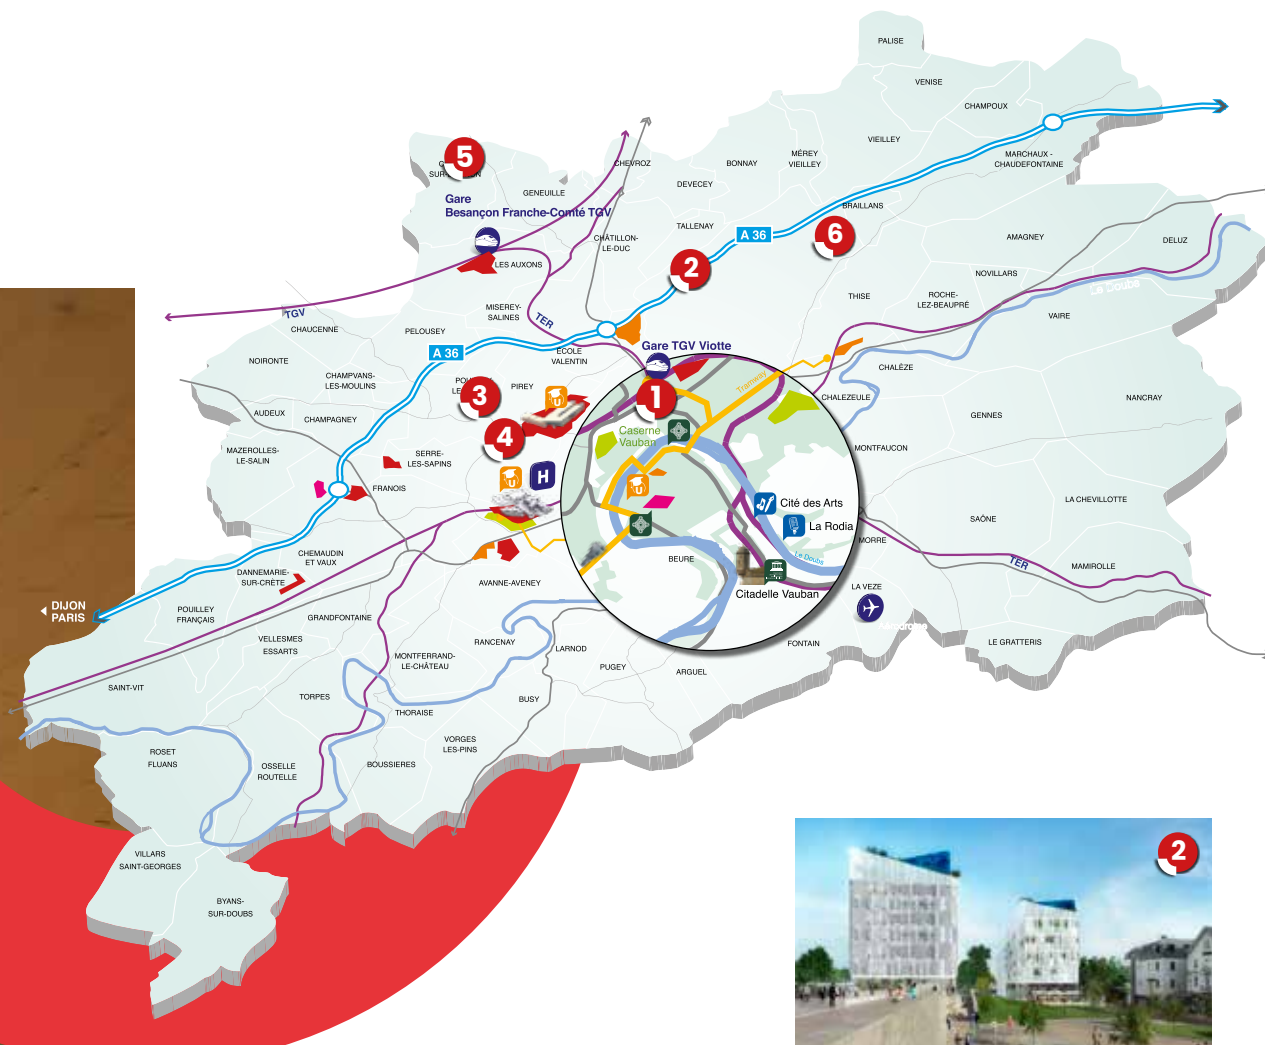 PALISE
VENISE
CHAMPOUX
VIEILLEY
MARCHAUX -
CHAUDEFONTAINE
MÉREY
VIEILLEY
BONNAY
DEVECEY
CHEVROZ
5
GENEUILLE
Gare
Besançon Franche-Comté TGV
BRAILLANS
TALLENAY
A 36
6
CHÂTILLON-
LE-DUC
AMAGNEY
DELUZ
LES AUXONS
2
NOVILLARS
Le Doubs
THISE
ROCHE-
LEZ-BEAUPRÉ
VAIRE
MISEREY-
SALINES
TER
TGV
CHAUCENNE
PELOUSEY
A 36
ECOLE
VALENTIN
Gare TGV Viotte
NOIRONTE
CHAMPVANS-
LES-MOULINS
PIREY
3
1
Tramway
CHALÈZE
CHALEZEULE
NANCRAY
GENNES
AUDEUX
CHAMPAGNEY
U
4
Caserne
Vauban
MONTFAUCON
MAZEROLLES-
LE-SALIN
SERRE-
LES-SAPINS
FRANOIS
U
H
U
Cité des Arts
La Rodia
LA CHEVILLOTTE
SAÔNE
MORRE
CHEMAUDIN
ET VAUX
DANNEMARIE-
SUR-CRÈTE
AVANNE-AVENEY
BEURE
Le Doubs
TER
MAMIROLLE
Citadelle Vauban
LA VEZE
DIJON
PARIS
POUILLEY
FRANÇAIS
GRANDFONTAINE
VELLESMES
ESSARTS
RANCENAY
LARNOD
FONTAIN
LE GRATTERIS
MONTFERRAND-
LE-CHÂTEAU
PUGEY
ARGUEL
SAINT-VIT
TORPES
THORAISE
BUSY
ROSET
FLUANS
OSSELLE
ROUTELLE
BOUSSIERES
VORGES
LES-PINS
VILLARS
SAINT-GEORGES
BYANS-
SUR-DOUBS
2